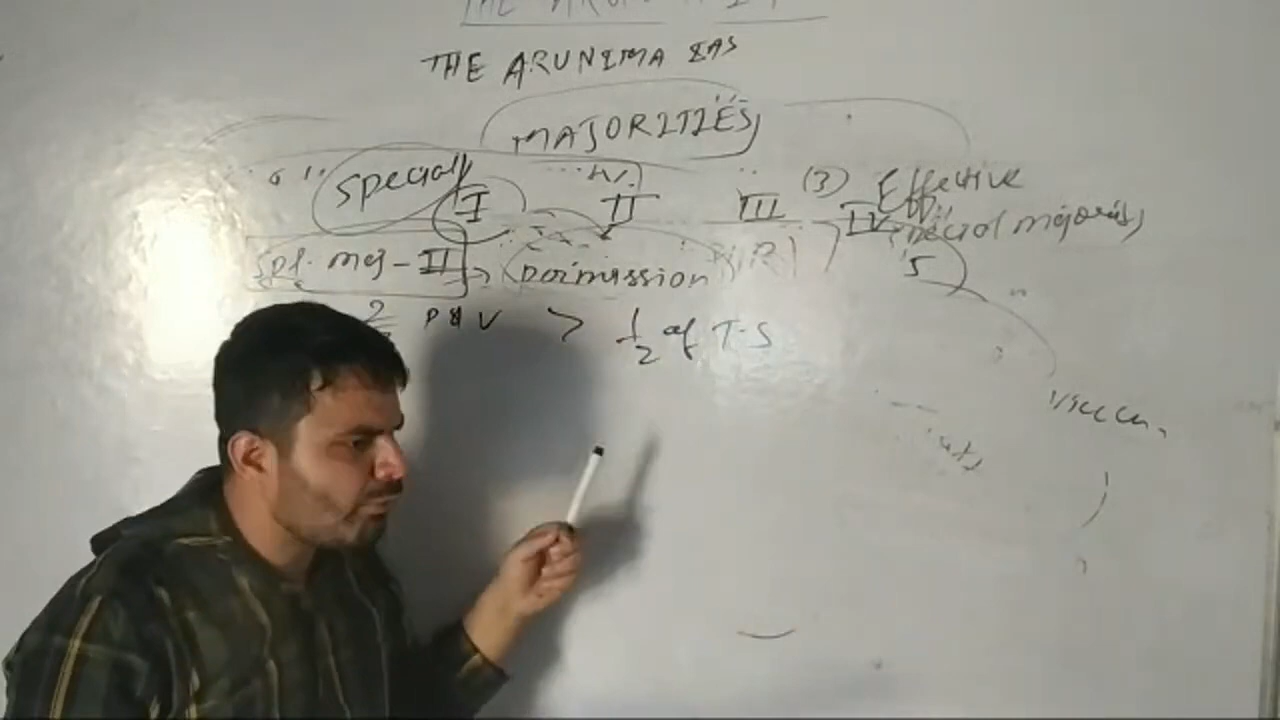 THE ARUNIMA IAS
MAJORITIES
Special
I II III (3) Effective
IV special majority
Spl. maj - II → permission (R) 5
2 P & V > 1/2 of T-S